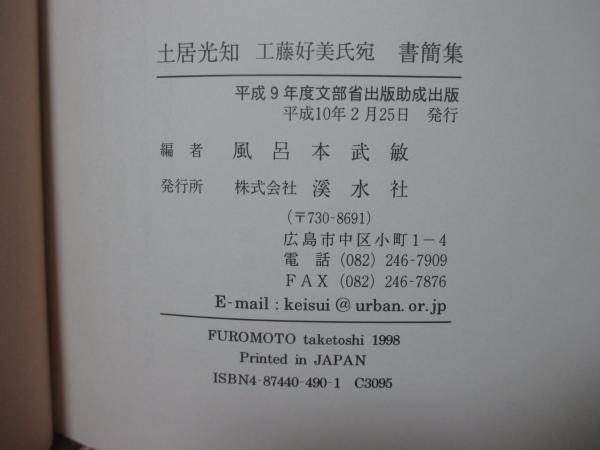 土居光知 工藤好美氏宛 書簡集
平成9年度文部省出版助成出版
平成10年2月25日 発行
編者 風呂本武敏
発行所 株式会社 溪水社
(〒730-8691)
広島市中区小町1-4
電話 (082) 246-7909
FAX (082) 246-7876
E-mail : keisui@urban.or.jp
FUROMOTO taketoshi 1998
Printed in JAPAN
ISBN4-87440-490-1 C3095